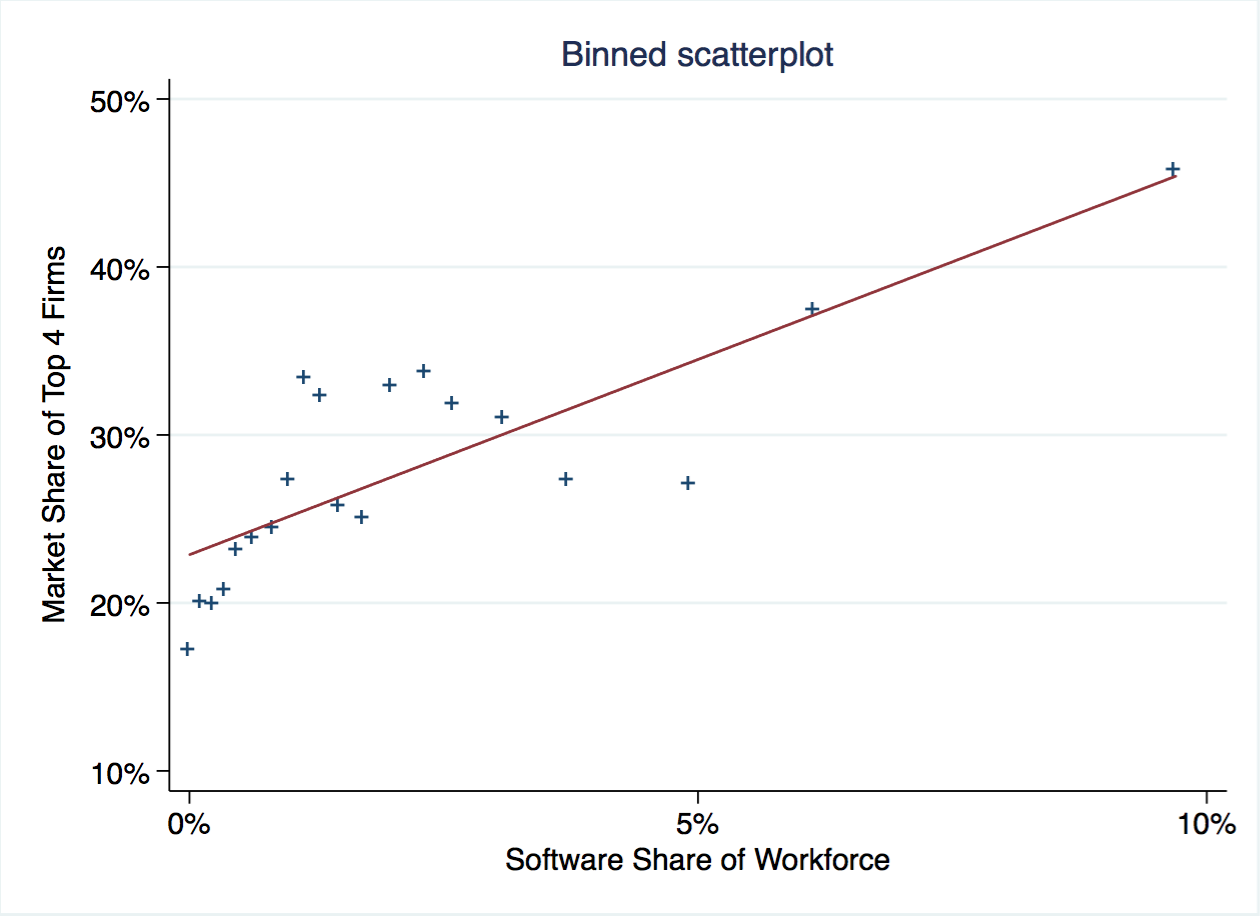 Binned scatterplot
50%
40%
30%
20%
10%
Market Share of Top 4 Firms
0% 5% 10%
Software Share of Workforce